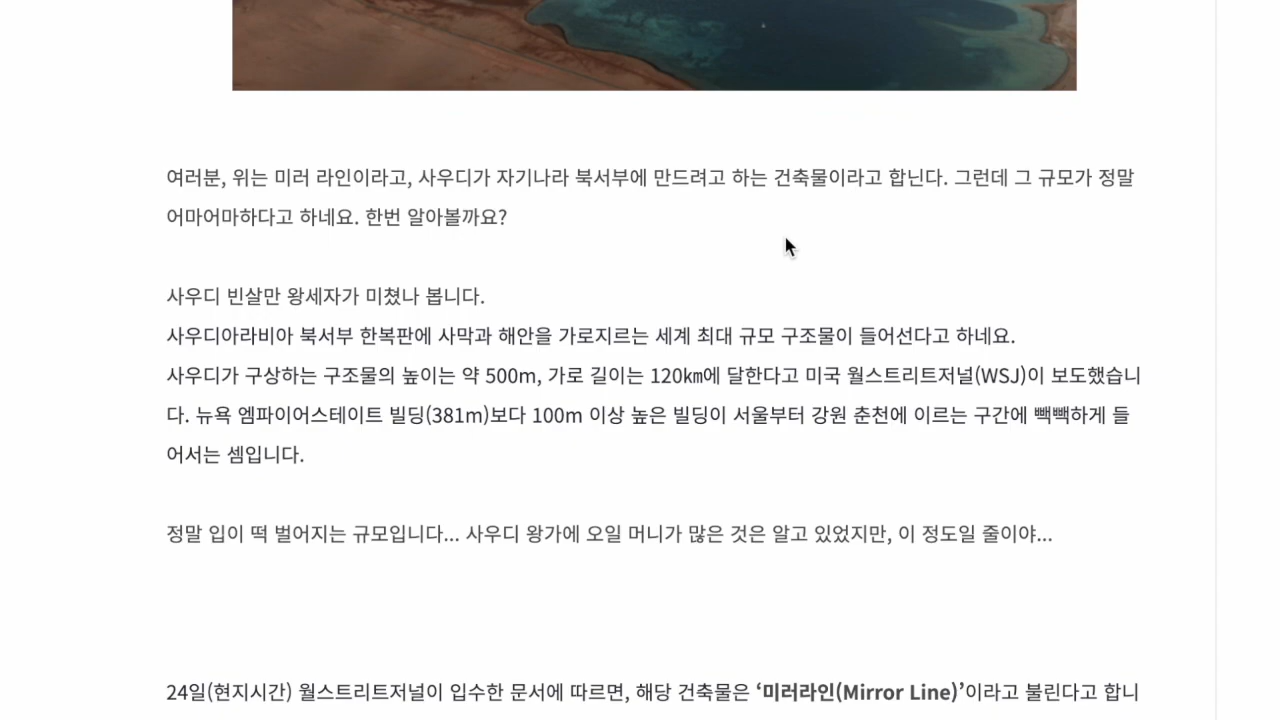 여러분, 위는 미러 라인이라고, 사우디가 자기나라 북서부에 만드려고 하는 건축물이라고 합닌다. 그런데 그 규모가 정말
어마어마하다고 하네요. 한번 알아볼까요?
사우디 빈살만 왕세자가 미쳤나 봅니다.
사우디아라비아 북서부 한복판에 사막과 해안을 가로지르는 세계 최대 규모 구조물이 들어선다고 하네요.
사우디가 구상하는 구조물의 높이는 약 500m, 가로 길이는 120㎞에 달한다고 미국 월스트리트저널(WSJ)이 보도했습니
다. 뉴욕 엠파이어스테이트 빌딩(381m)보다 100m 이상 높은 빌딩이 서울부터 강원 춘천에 이르는 구간에 빽빽하게 들
어서는 셈입니다.
정말 입이 떡 벌어지는 규모입니다... 사우디 왕가에 오일 머니가 많은 것은 알고 있었지만, 이 정도일 줄이야...
24일(현지시간) 월스트리트저널이 입수한 문서에 따르면, 해당 건축물은 ‘미러라인(Mirror Line)’이라고 불린다고 합니